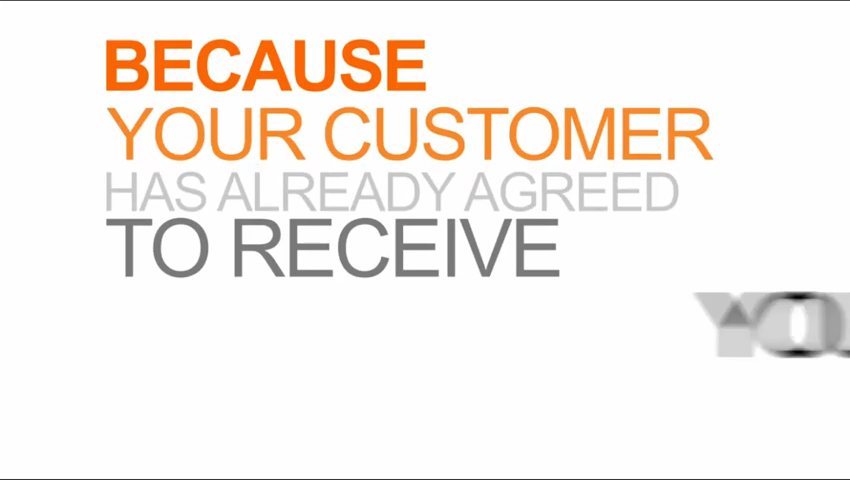 BECAUSE
YOUR CUSTOMER
HAS ALREADY AGREED
TO RECEIVE